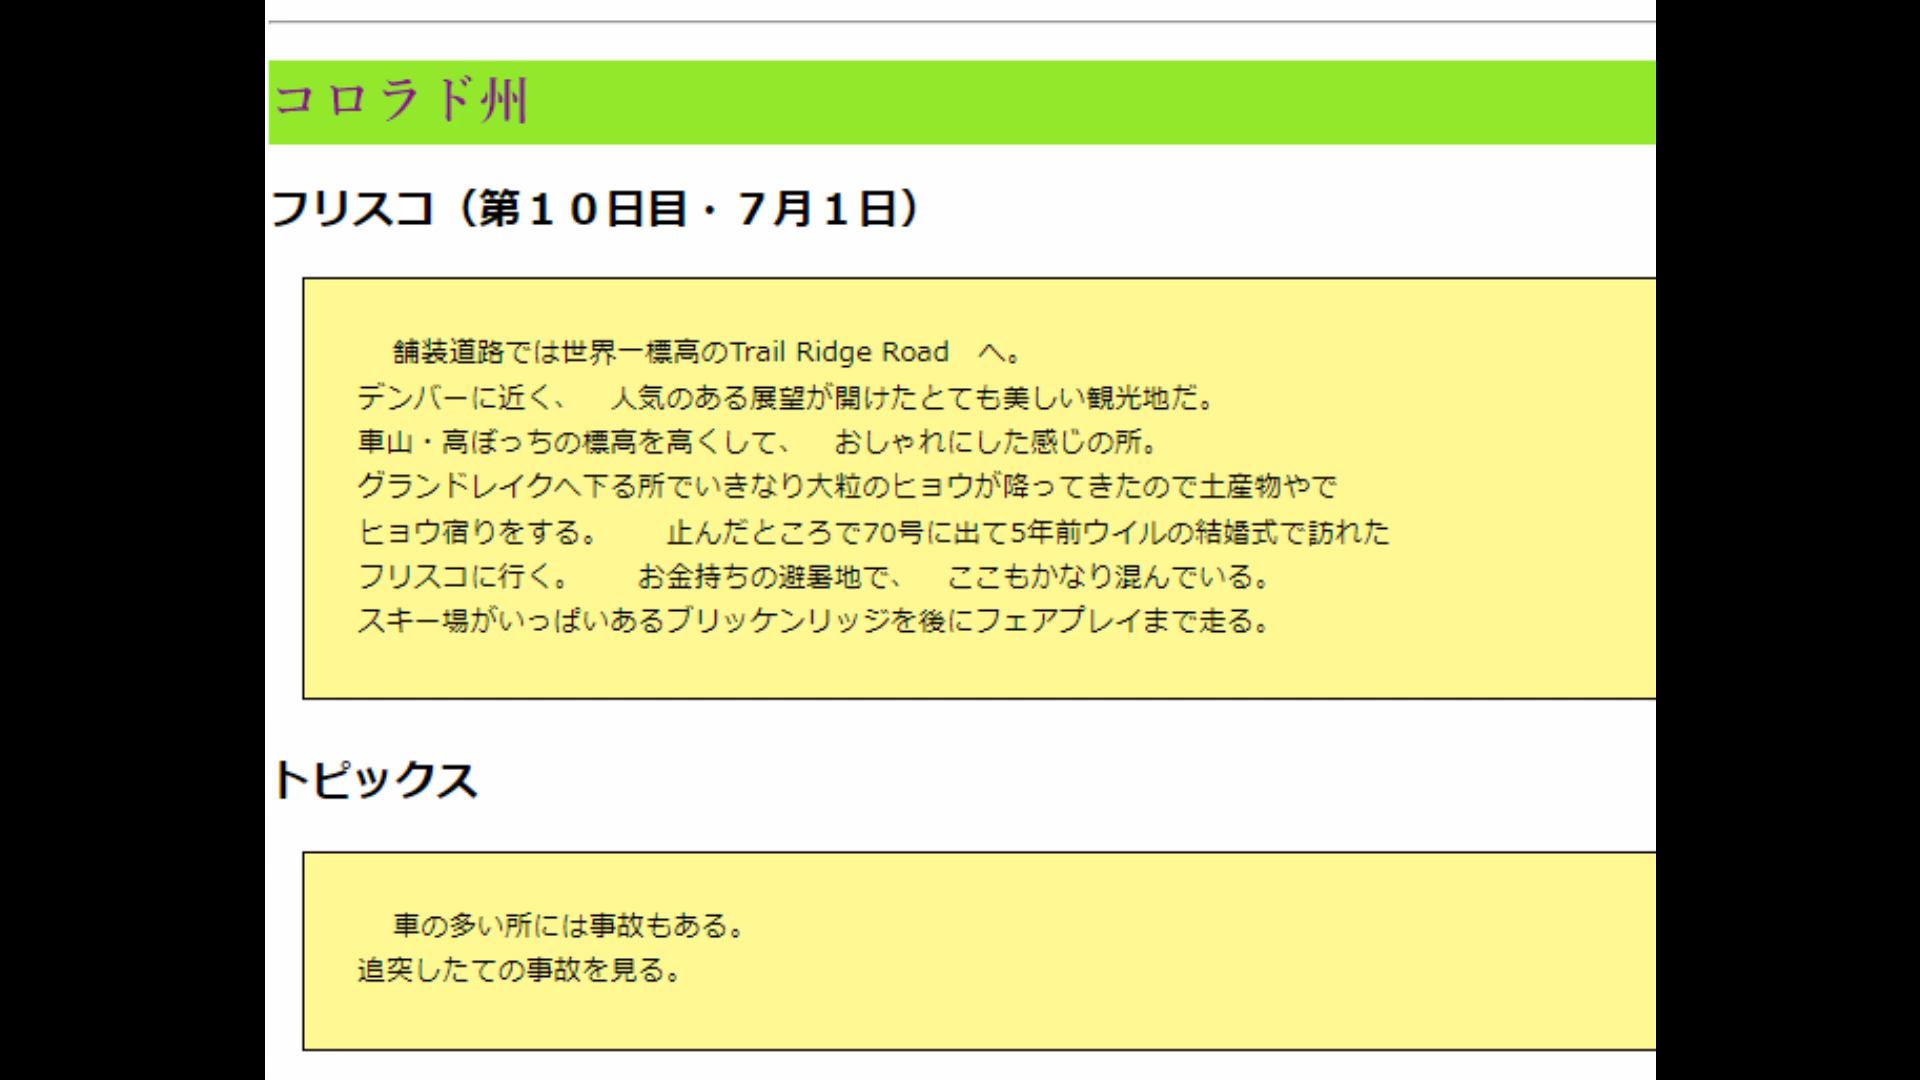 コロラド州
フリスコ（第１０日目・７月１日）
舗装道路では世界一標高のTrail Ridge Road　へ。
デンバーに近く、　人気のある展望が開けたとても美しい観光地だ。
車山・高ぼっちの標高を高くして、　おしゃれにした感じの所。
グランドレイクへ下る所でいきなり大粒のヒョウが降ってきたので土産物やで
ヒョウ宿りをする。　　止んだところで70号に出て5年前ウイルの結婚式で訪れた
フリスコに行く。　　お金持ちの避暑地で、　ここもかなり混んでいる。
スキー場がいっぱいあるブリッケンリッジを後にフェアプレイまで走る。
トピックス
車の多い所には事故もある。
追突したての事故を見る。